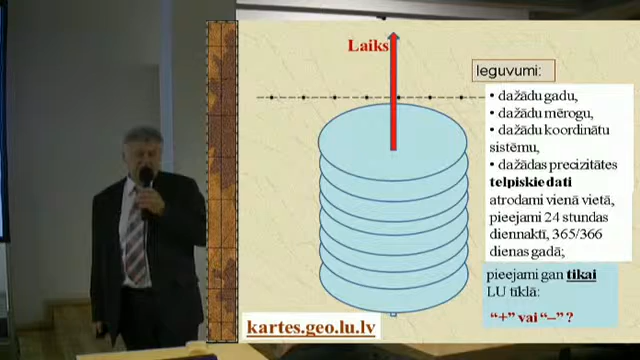 Laiks
Ieguvumi:
• dažādu gadu,
• dažādu mērogu,
• dažādu koordinātu
sistēmu,
• dažādas precizitātes
telpiskie dati
atrodami vienā vietā,
pieejami 24 stundas
diennaktī, 365/366
dienas gadā;
pieejami gan tikai
LU tīklā:
“+” vai “–” ?
kartes.geo.lu.lv